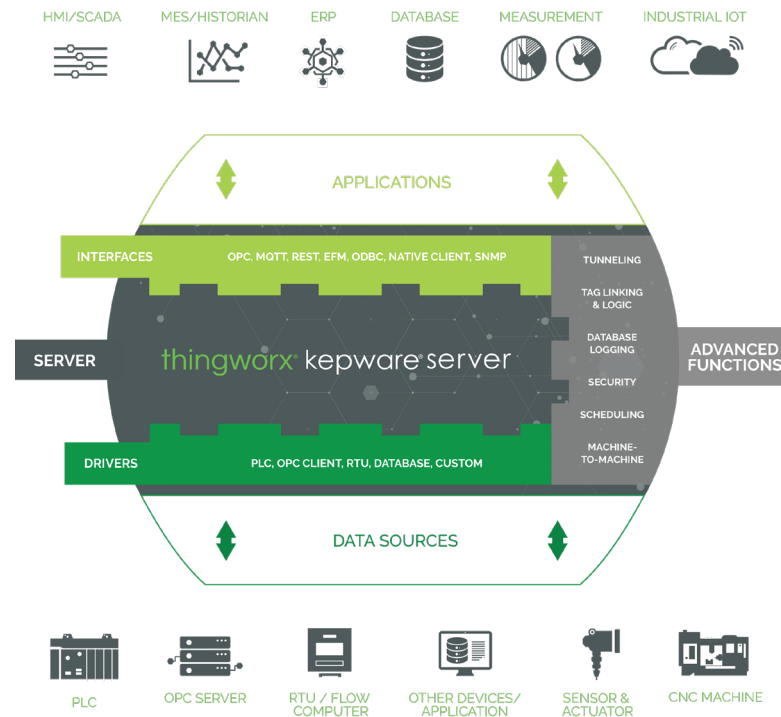 HMI/SCADA
MES/HISTORIAN
ERP
DATABASE
MEASUREMENT
INDUSTRIAL IOT
APPLICATIONS
INTERFACES
OPC, MQTT, REST, EFM, ODBC, NATIVE CLIENT, SNMP
TUNNELING
TAG LINKING
& LOGIC
DATABASE
LOGGING
SECURITY
SCHEDULING
MACHINE-
TO-MACHINE
SERVER
thingworx® kepware® server
ADVANCED
FUNCTIONS
DRIVERS
PLC, OPC CLIENT, RTU, DATABASE, CUSTOM
DATA SOURCES
PLC
OPC SERVER
RTU / FLOW
COMPUTER
OTHER DEVICES/
APPLICATION
SENSOR &
ACTUATOR
CNC MACHINE